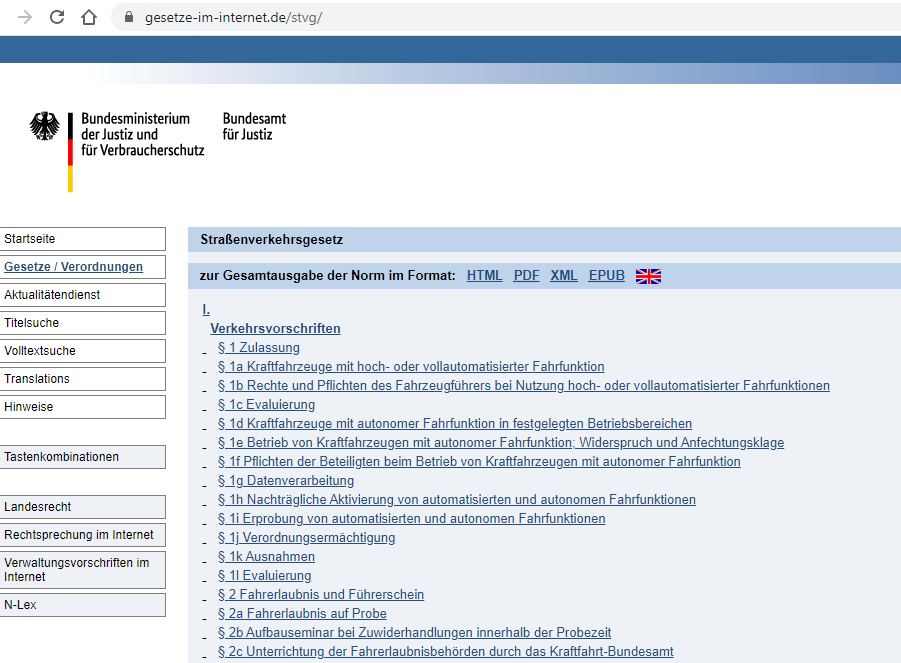 gesetze-im-internet.de/stvg/
Bundesministerium
der Justiz und
für Verbraucherschutz
Bundesamt
für Justiz
Startseite
Gesetze / Verordnungen
Aktualitätendienst
Titelsuche
Volltextsuche
Translations
Hinweise
Tastenkombinationen
Landesrecht
Rechtsprechung im Internet
Verwaltungsvorschriften im
Internet
N-Lex
Straßenverkehrsgesetz
zur Gesamtausgabe der Norm im Format: HTML PDF XML EPUB
I.
Verkehrsvorschriften
§ 1 Zulassung
§ 1a Kraftfahrzeuge mit hoch- oder vollautomatisierter Fahrfunktion
§ 1b Rechte und Pflichten des Fahrzeugführers bei Nutzung hoch- oder vollautomatisierter Fahrfunktionen
§ 1c Evaluierung
§ 1d Kraftfahrzeuge mit autonomer Fahrfunktion in festgelegten Betriebsbereichen
§ 1e Betrieb von Kraftfahrzeugen mit autonomer Fahrfunktion; Widerspruch und Anfechtungsklage
§ 1f Pflichten der Beteiligten beim Betrieb von Kraftfahrzeugen mit autonomer Fahrfunktion
§ 1g Datenverarbeitung
§ 1h Nachträgliche Aktivierung von automatisierten und autonomen Fahrfunktionen
§ 1i Erprobung von automatisierten und autonomen Fahrfunktionen
§ 1j Verordnungsermächtigung
§ 1k Ausnahmen
§ 1l Evaluierung
§ 2 Fahrerlaubnis und Führerschein
§ 2a Fahrerlaubnis auf Probe
§ 2b Aufbauseminar bei Zuwiderhandlungen innerhalb der Probezeit
§ 2c Unterrichtung der Fahrerlaubnisbehörden durch das Kraftfahrt-Bundesamt